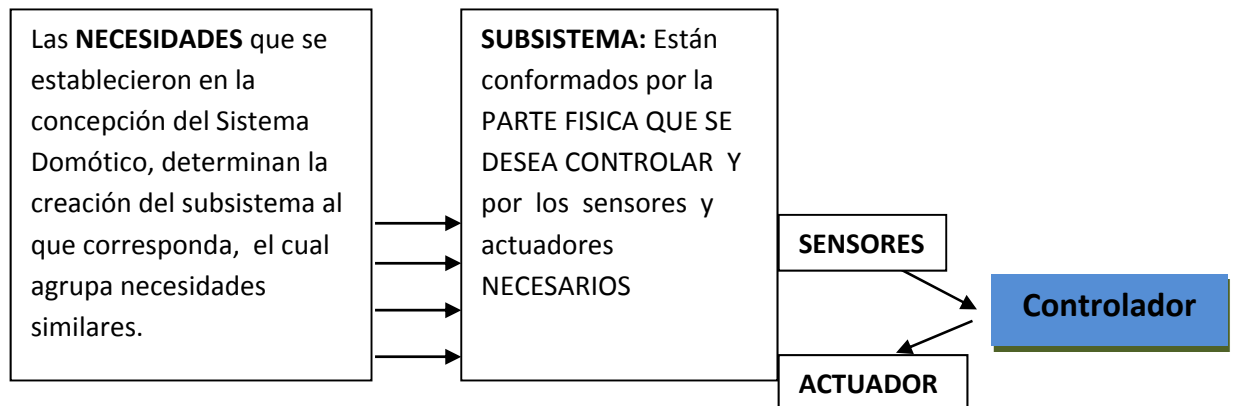 Las NECESIDADES que se
establecieron en la
concepción del Sistema
Domótico, determinan la
creación del subsistema al
que corresponda, el cual
agrupa necesidades
similares.
SUBSISTEMA: Están
conformados por la
PARTE FISICA QUE SE
DESEA CONTROLAR Y
por los sensores y
actuadores
NECESARIOS
SENSORES
Controlador
ACTUADOR